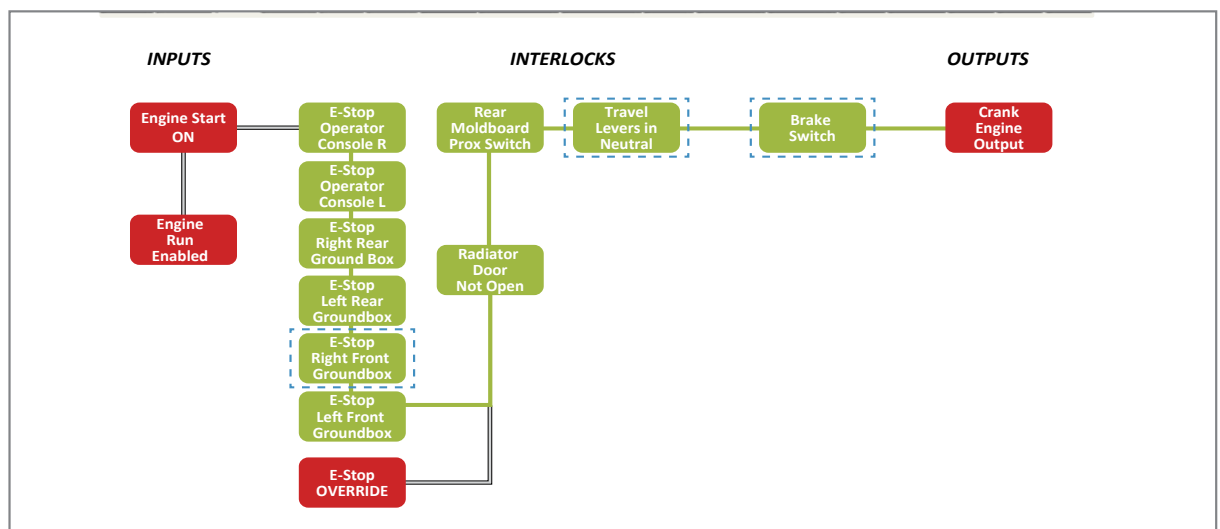 INPUTS
INTERLOCKS
OUTPUTS
Engine Start
ON
Engine
Run
Enabled
E-Stop
Operator
Console R
E-Stop
Operator
Console L
E-Stop
Right Rear
Ground Box
E-Stop
Left Rear
Groundbox
E-Stop
Right Front
Groundbox
E-Stop
Left Front
Groundbox
E-Stop
OVERRIDE
Rear
Moldboard
Prox Switch
Radiator
Door
Not Open
Travel
Levers in
Neutral
Brake
Switch
Crank
Engine
Output